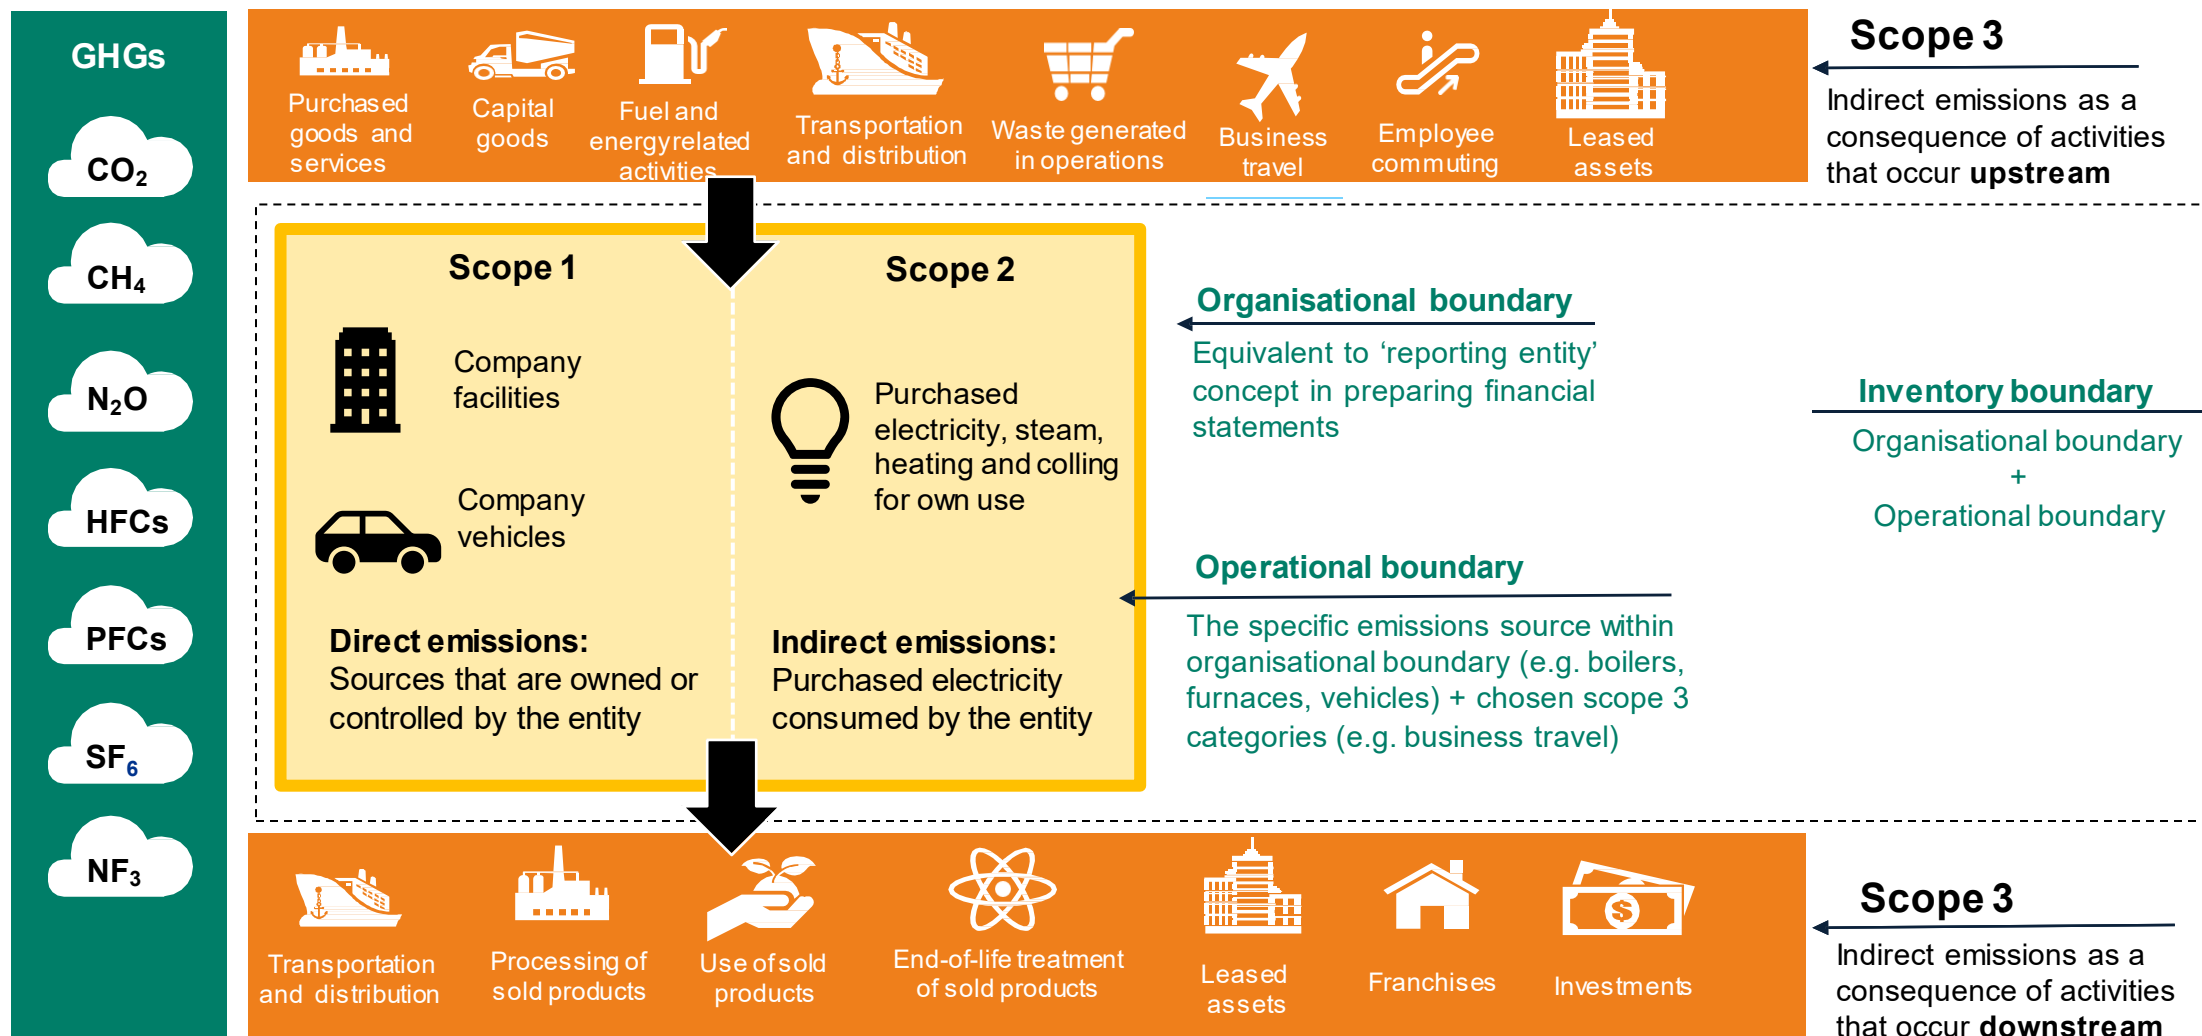 GHGs
CO₂
CH₄
N₂O
HFCs
PFCs
SF₆
NF₃
Purchased
goods and
services
Capital
goods
Fuel and
energyrelated
activities
Transportation
and distribution
Waste generated
in operations
Business
travel
Employee
commuting
Leased
assets
Scope 3
Indirect emissions as a
consequence of activities
that occur upstream
Scope 1
Company
facilities
Company
vehicles
Direct emissions:
Sources that are owned or
controlled by the entity
Scope 2
Purchased
electricity, steam,
heating and colling
for own use
Indirect emissions:
Purchased electricity
consumed by the entity
Organisational boundary
Equivalent to ‘reporting entity’
concept in preparing financial
statements
Operational boundary
The specific emissions source within
organisational boundary (e.g. boilers,
furnaces, vehicles) + chosen scope 3
categories (e.g. business travel)
Inventory boundary
Organisational boundary
+
Operational boundary
Transportation
and distribution
Processing of
sold products
Use of sold
products
End-of-life treatment
of sold products
Leased
assets
Franchises
$
Investments
Scope 3
Indirect emissions as a
consequence of activities
that occur downstream